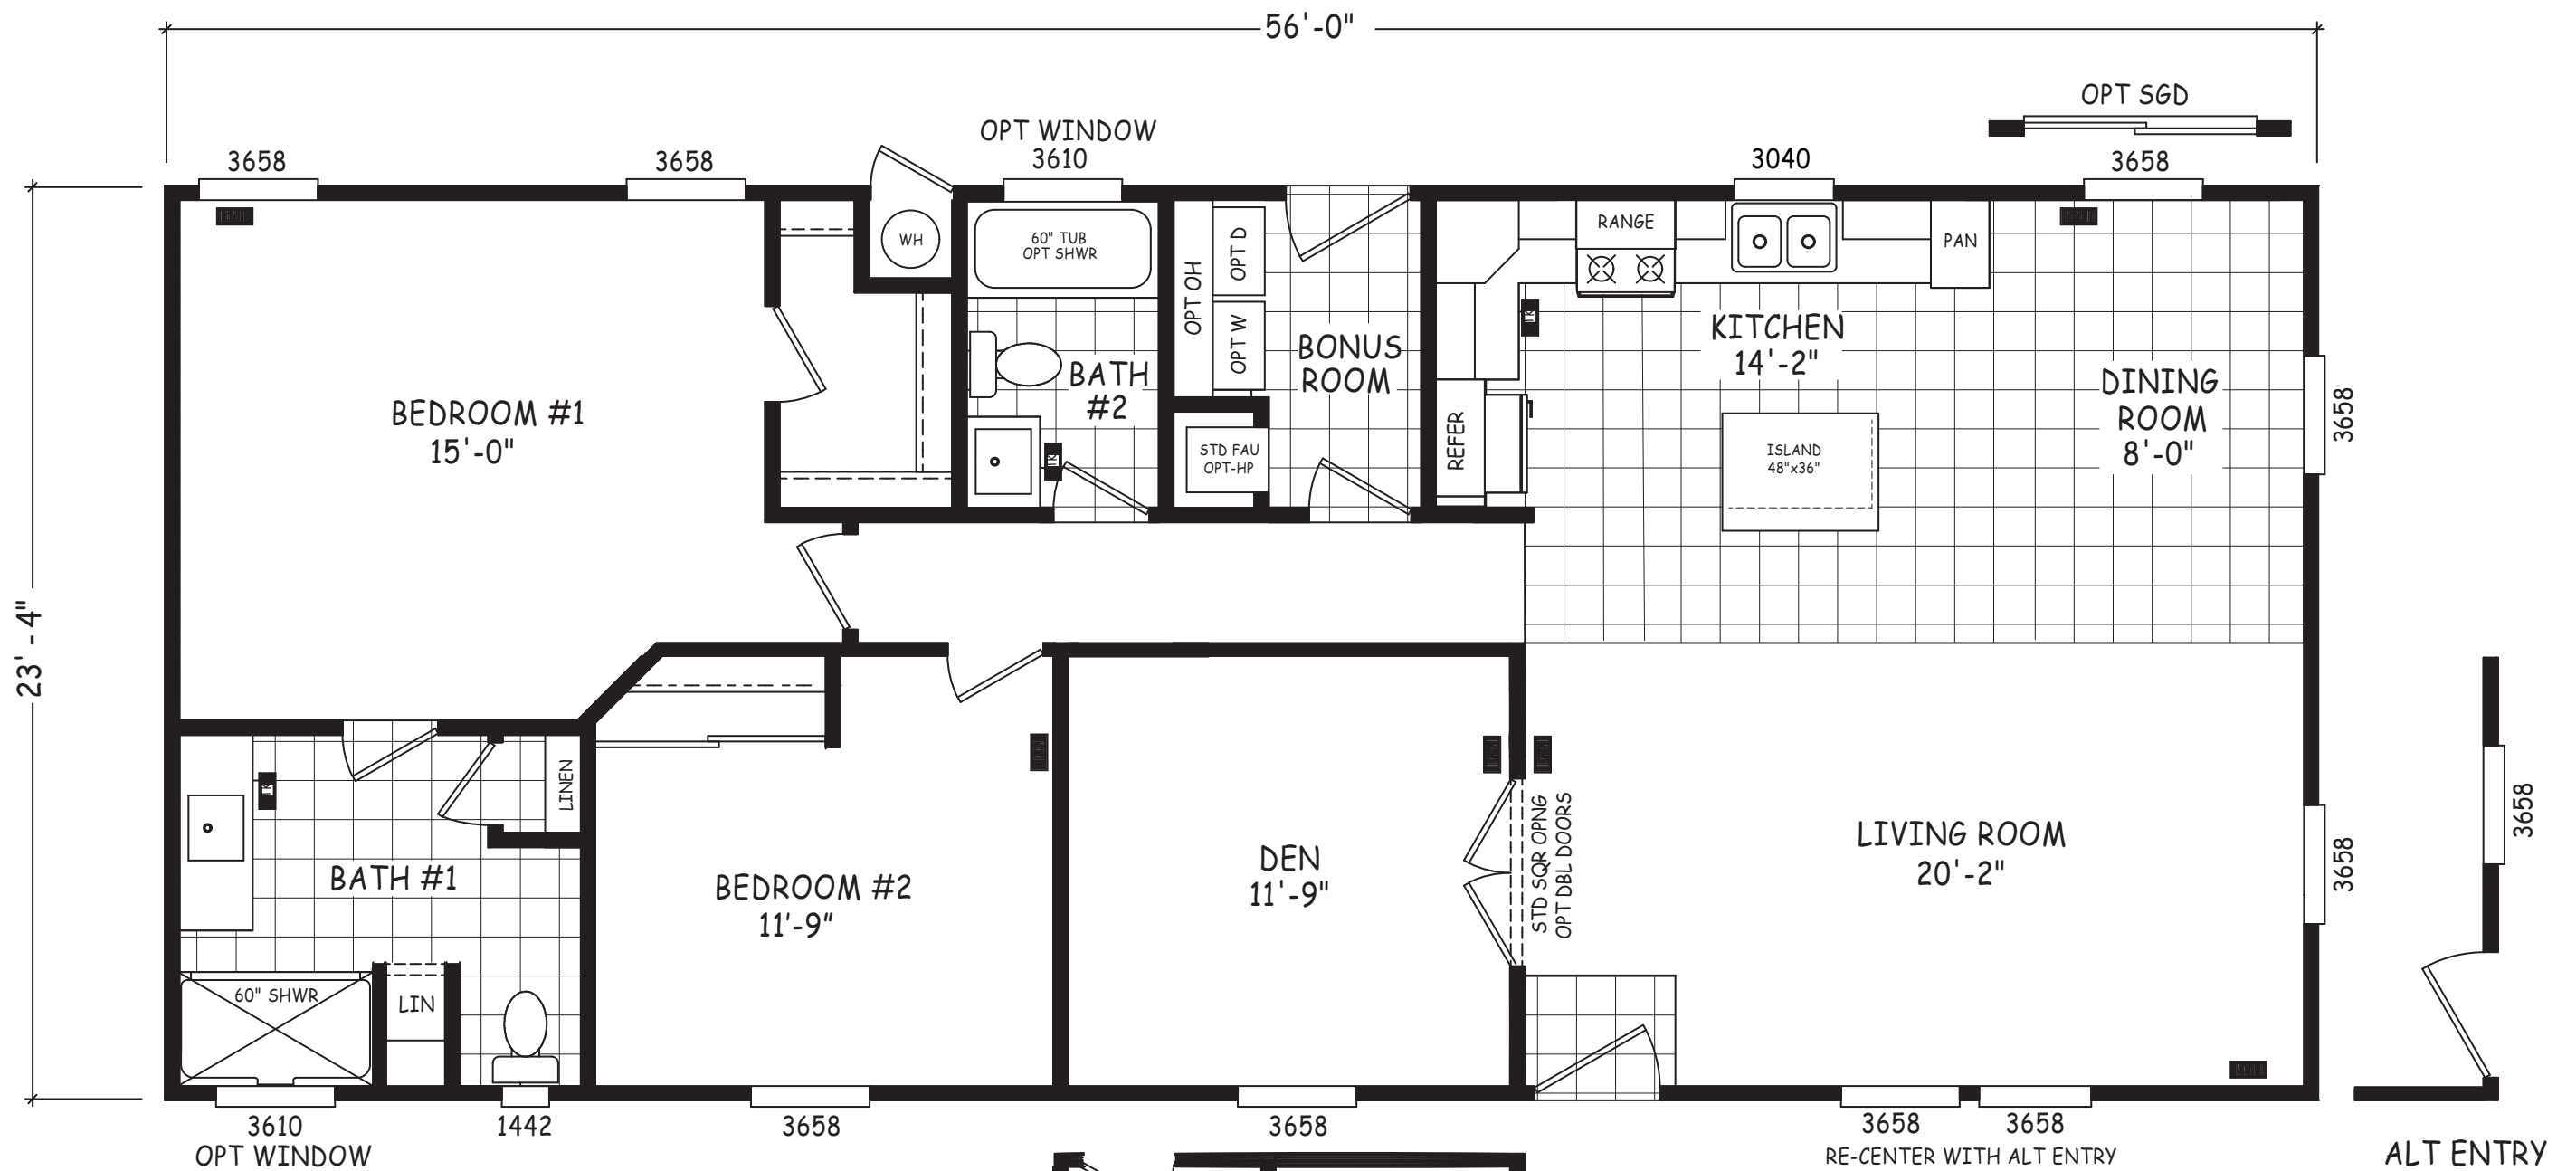 56'-0"
OPT SGD
OPT WINDOW
3658
3658
3610
3040
3658
WH
60" TUB
OPT SHWR
OPT OH
OPT D
OPT W
RANGE
PAN
BONUS
ROOM
KITCHEN
14'-2"
BATH
#2
DINING
ROOM
8'-0"
3658
BEDROOM #1
15'-0"
STD FAU
OPT-HP
REFER
ISLAND
48"x36"
23'-4"
LINEN
STD SQR OPNG
OPT DBL DOORS
LIVING ROOM
20'-2"
3658
3658
BATH #1
BEDROOM #2
11'-9"
DEN
11'-9"
60" SHWR
LIN
3610
OPT WINDOW
1442
3658
3658
3658
3658
RE-CENTER WITH ALT ENTRY
ALT ENTRY